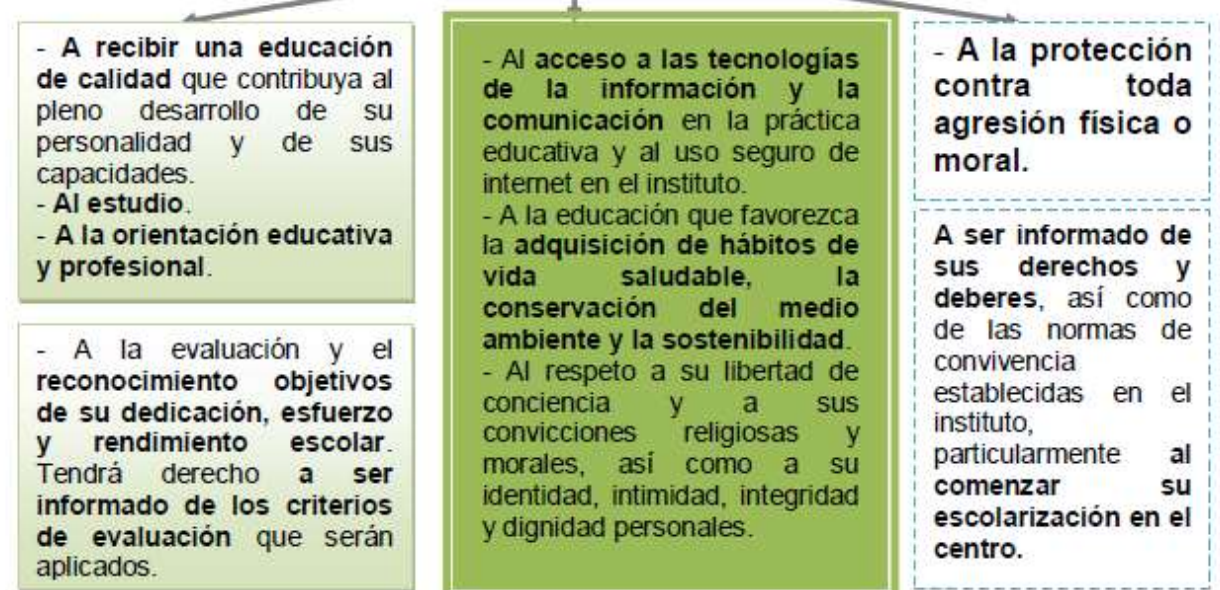 - A recibir una educación
de calidad que contribuya al
pleno desarrollo de su
personalidad y de sus
capacidades.
- Al estudio.
- A la orientación educativa
y profesional.
- A la evaluación y el
reconocimiento objetivos
de su dedicación, esfuerzo
y rendimiento escolar.
Tendrá derecho a ser
informado de los criterios
de evaluación que serán
aplicados.
- Al acceso a las tecnologías
de la información y la
comunicación en la práctica
educativa y al uso seguro de
internet en el instituto.
- A la educación que favorezca
la adquisición de hábitos de
vida saludable, la
conservación del medio
ambiente y la sostenibilidad.
- Al respeto a su libertad de
conciencia y a sus
convicciones religiosas y
morales, así como a su
identidad, intimidad, integridad
y dignidad personales.
- A la protección
contra toda
agresión física o
moral.
A ser informado de
sus derechos y
deberes, así como
de las normas de
convivencia
establecidas en el
instituto,
particularmente al
comenzar su
escolarización en el
centro.